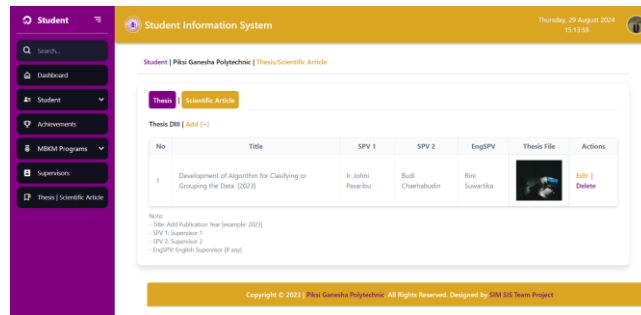 Student
Student Information System
Thursday, 29 August 2024
15:13:59
Search...
Dashboard
Student
Achievements
MBKM Programs
Supervisors
Thesis | Scientific Article
Student | Piksi Ganesha Polytechnic | Thesis/Scientific Article
Thesis | Scientific Article
Thesis DIII | Add [+]
No Title SPV 1 SPV 2 EngSPV Thesis File Actions
1 Development of Algorithm for Clasifying or Grouping the Data. [2023] Ir. Johni Pasaribu Budi Chaehabudin Rini Suwartika Edit | Delete
Note:
- Title: Add Publication Year [example: 2023]
- SPV 1: Supervisor 1
- SPV 2: Supervisor 2
- EngSPV: English Supervisor [if any]
Copyright © 2023 | Piksi Ganesha Polytechnic. All Rights Reserved. Designed by SIM SIS Team Project